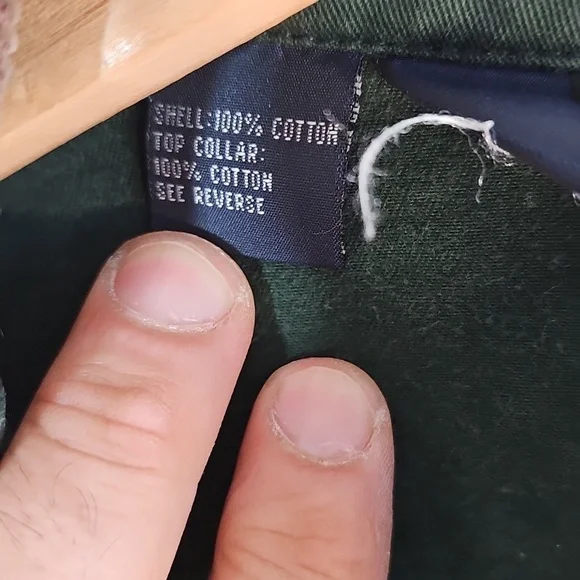 SHELL:100% COTTON
TOP COLLAR:
100% COTTON
SEE REVERSE